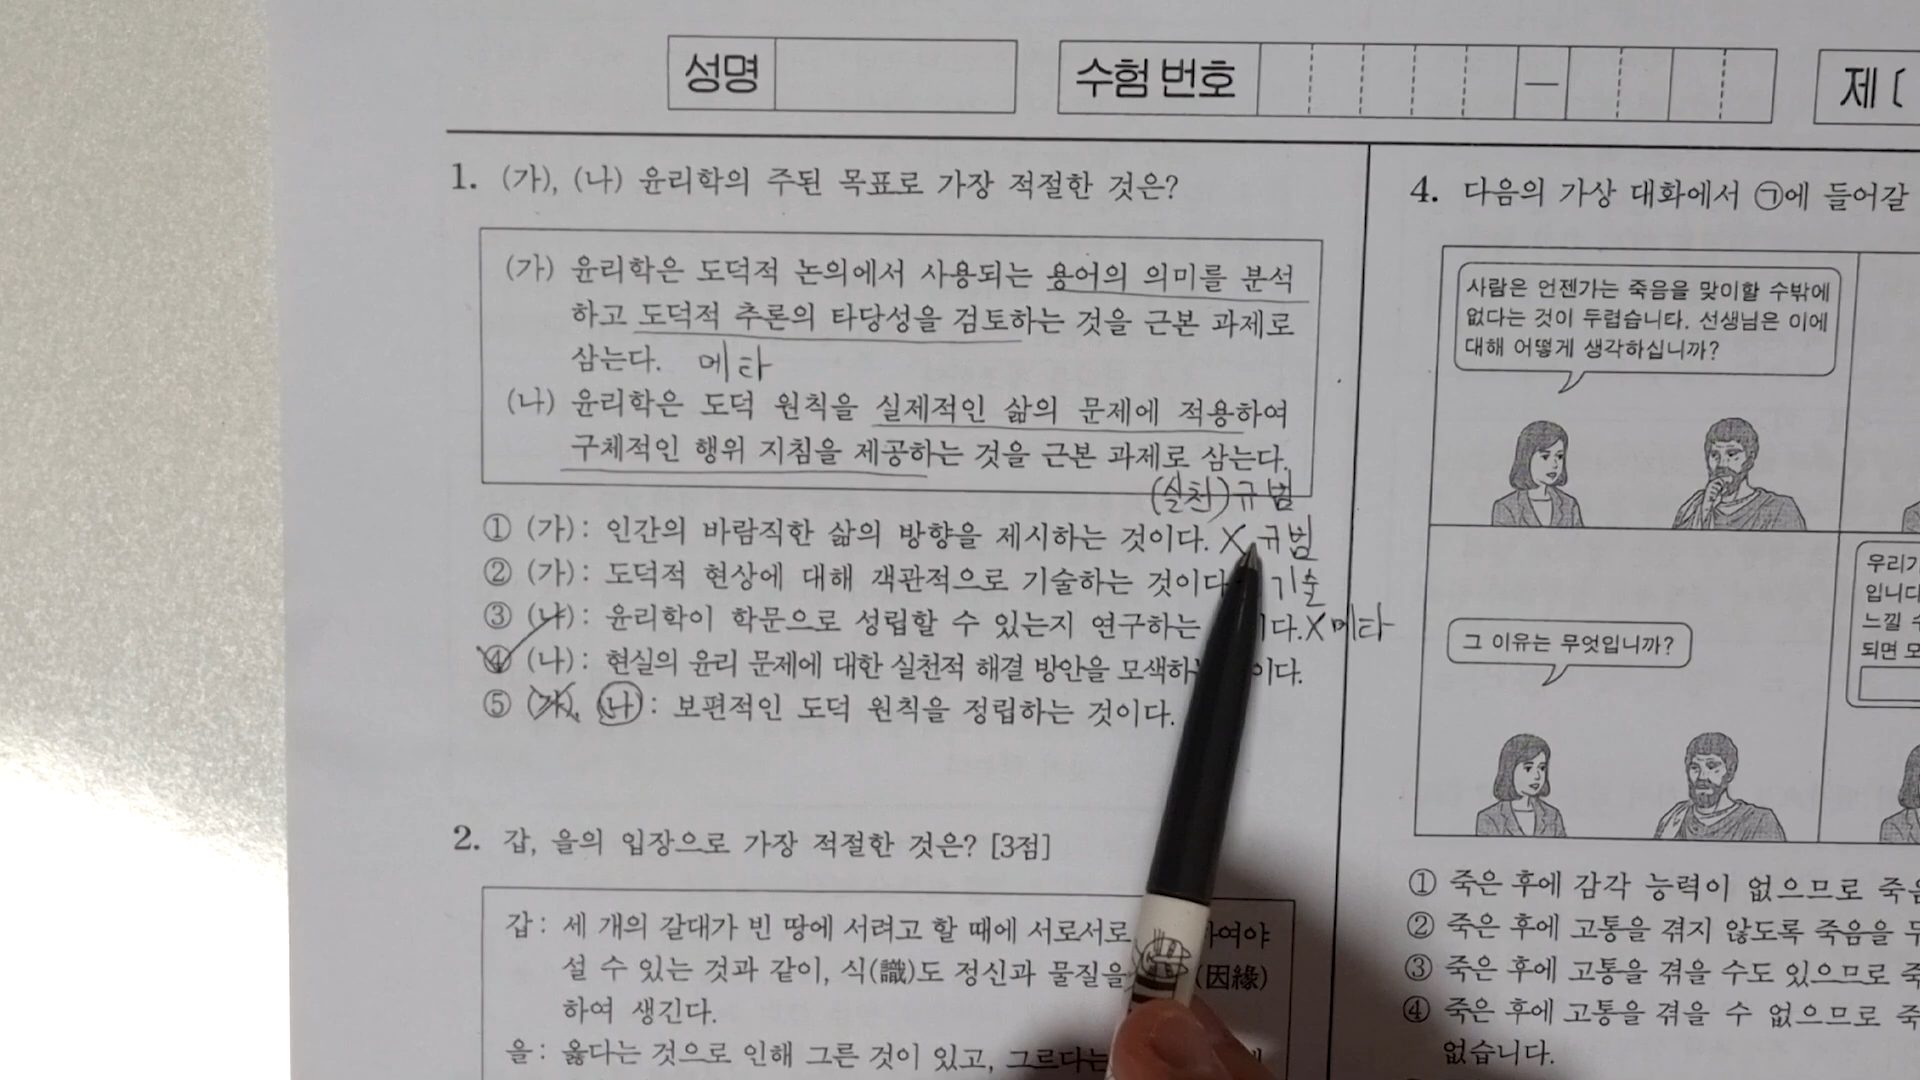 성명
수험 번호
제 (
1. (가), (나) 윤리학의 주된 목표로 가장 적절한 것은?
(가) 윤리학은 도덕적 논의에서 사용되는 용어의 의미를 분석
하고 도덕적 추론의 타당성을 검토하는 것을 근본 과제로
삼는다. 메타
(나) 윤리학은 도덕 원칙을 실제적인 삶의 문제에 적용하여
구체적인 행위 지침을 제공하는 것을 근본 과제로 삼는다.
(실천)규범
① (가): 인간의 바람직한 삶의 방향을 제시하는 것이다. X 규범
② (가): 도덕적 현상에 대해 객관적으로 기술하는 것이다 기술
③ (나): 윤리학이 학문으로 성립할 수 있는지 연구하는 이다. X 메타
④ (나): 현실의 윤리 문제에 대한 실천적 해결 방안을 모색하는 이다.
⑤ (가), (나): 보편적인 도덕 원칙을 정립하는 것이다.
2. 갑, 을의 입장으로 가장 적절한 것은? [3점]
갑: 세 개의 갈대가 빈 땅에 서려고 할 때에 서로서로 하여야
설 수 있는 것과 같이, 식(識)도 정신과 물질을 (因緣)
하여 생긴다.
을: 옳다는 것으로 인해 그른 것이 있고, 그르다는
4. 다음의 가상 대화에서 ㉠에 들어갈
사람은 언젠가는 죽음을 맞이할 수밖에
없다는 것이 두렵습니다. 선생님은 이에
대해 어떻게 생각하십니까?
그 이유는 무엇입니까?
우리가
입니다
느낄 수
되면 모
① 죽은 후에 감각 능력이 없으므로 죽음
② 죽은 후에 고통을 겪지 않도록 죽음을 두
③ 죽은 후에 고통을 겪을 수도 있으므로 죽
④ 죽은 후에 고통을 겪을 수 없으므로 죽
없습니다.